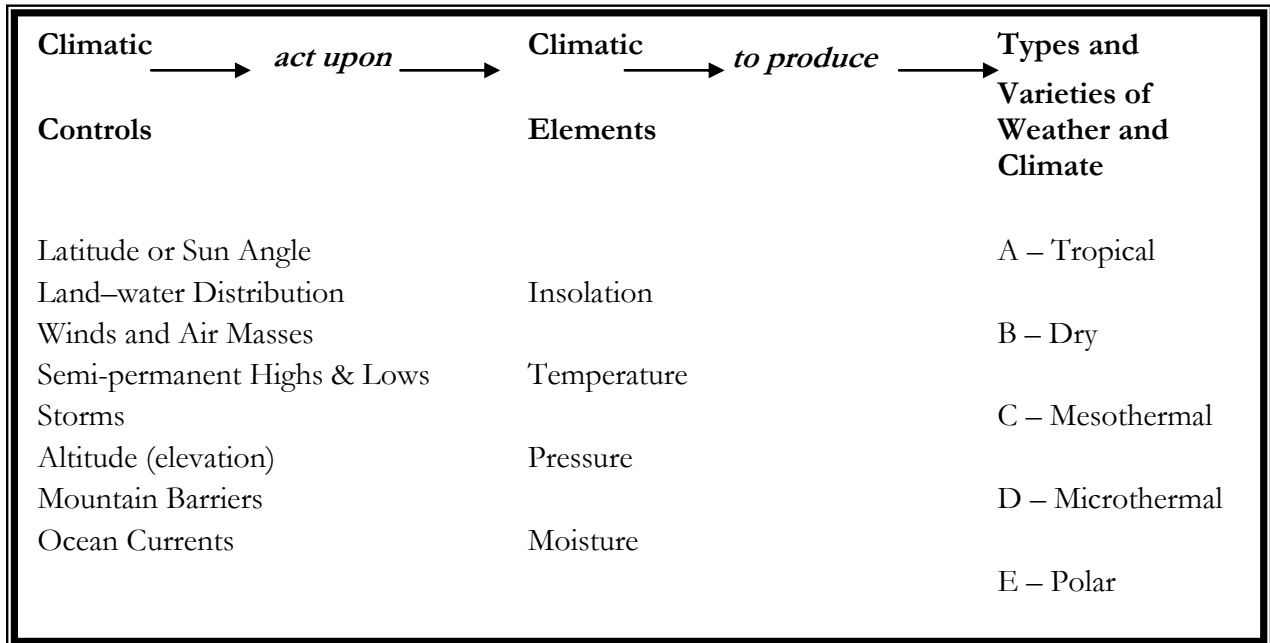 Climatic act upon Climatic to produce Types and
Varieties of
Controls Elements Weather and
Climate
Latitude or Sun Angle A – Tropical
Land–water Distribution Insolation
Winds and Air Masses B – Dry
Semi-permanent Highs & Lows Temperature
Storms C – Mesothermal
Altitude (elevation) Pressure
Mountain Barriers D – Microthermal
Ocean Currents Moisture
E – Polar